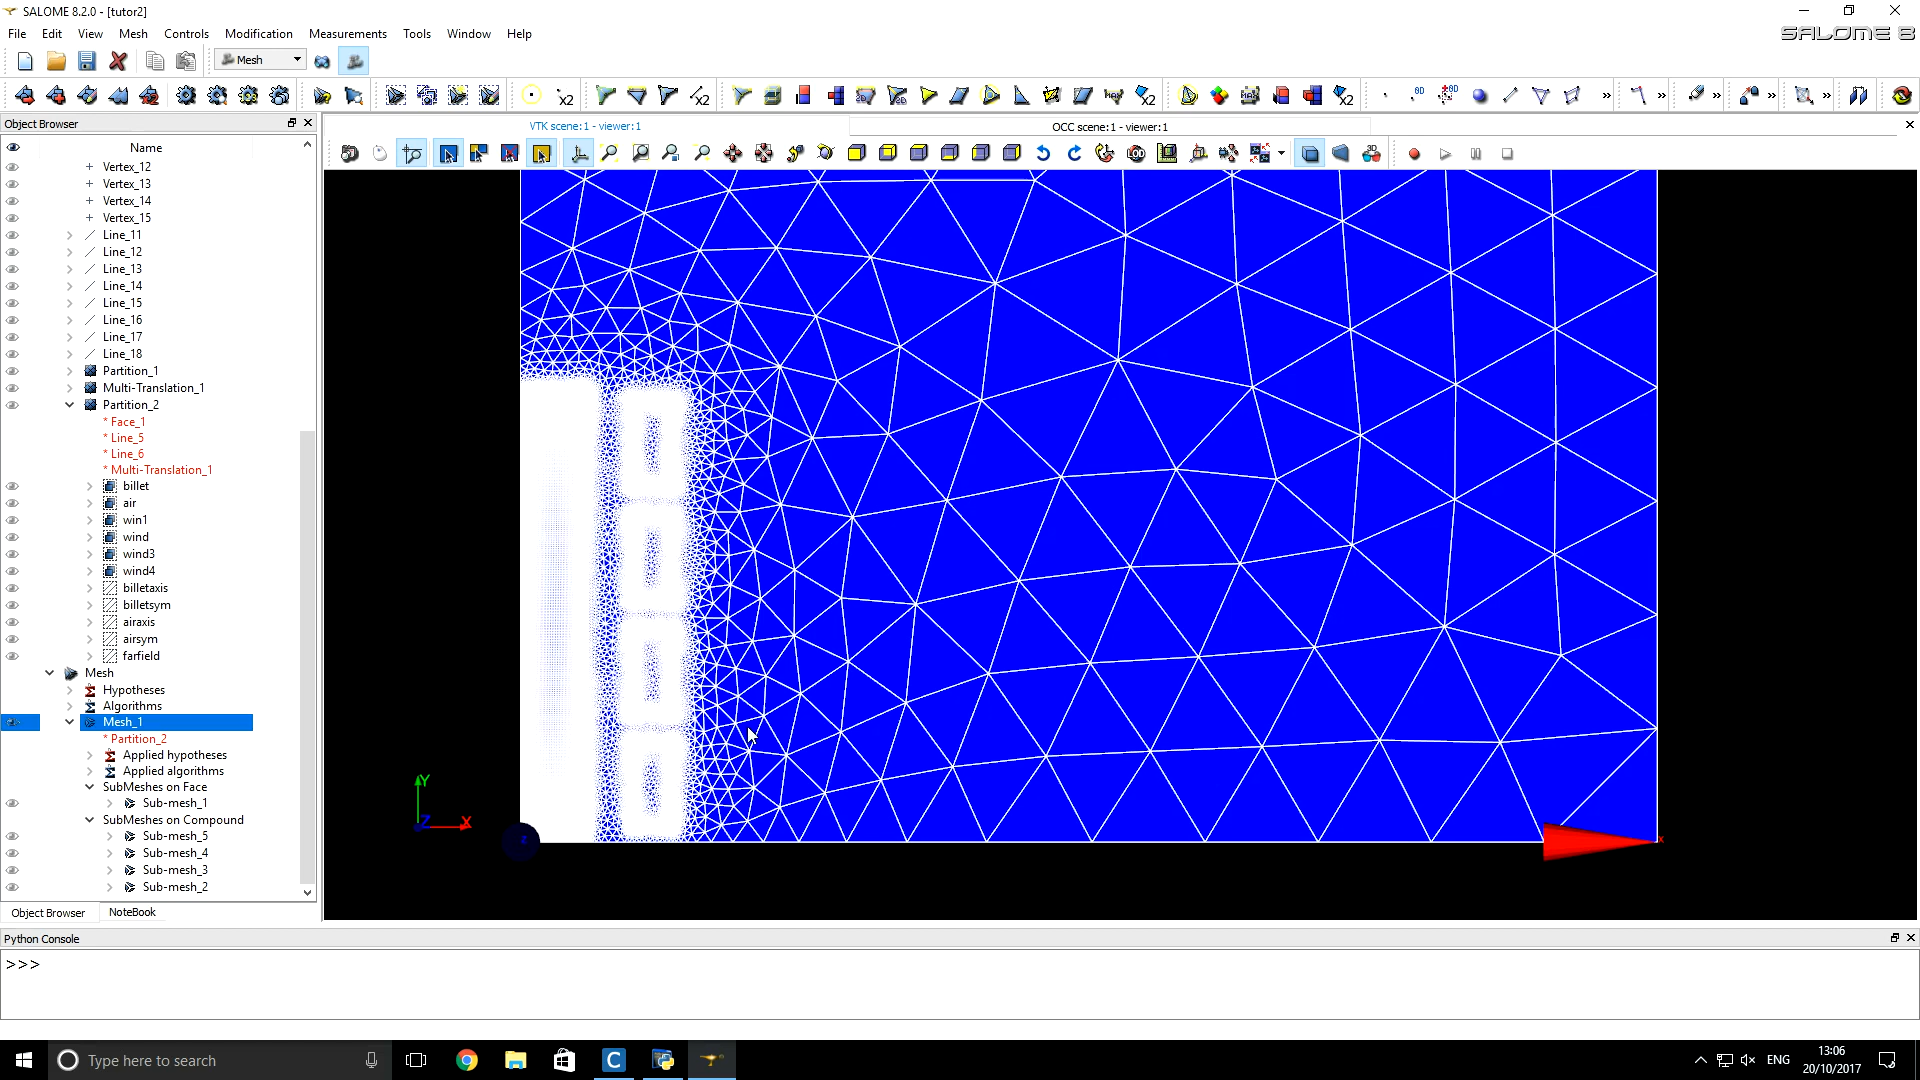 SALOME 8.2.0 - [tutor2]
File Edit View Mesh Controls Modification Measurements Tools Window Help
SALOME 8
Mesh
Object Browser
VTK scene:1 - viewer:1
OCC scene:1 - viewer:1
Name
Vertex_12
Vertex_13
Vertex_14
Vertex_15
Line_11
Line_12
Line_13
Line_14
Line_15
Line_16
Line_17
Line_18
Partition_1
Multi-Translation_1
Partition_2
* Face_1
* Line_5
* Line_6
* Multi-Translation_1
billet
air
win1
wind
wind3
wind4
billetaxis
billetsym
airaxis
airsym
farfield
Mesh
Hypotheses
Algorithms
Mesh_1
* Partition_2
Applied hypotheses
Applied algorithms
SubMeshes on Face
Sub-mesh_1
SubMeshes on Compound
Sub-mesh_5
Sub-mesh_4
Sub-mesh_3
Sub-mesh_2
Y
Z X
Object Browser NoteBook
Python Console
>>>
Type here to search
ENG
13:06
20/10/2017